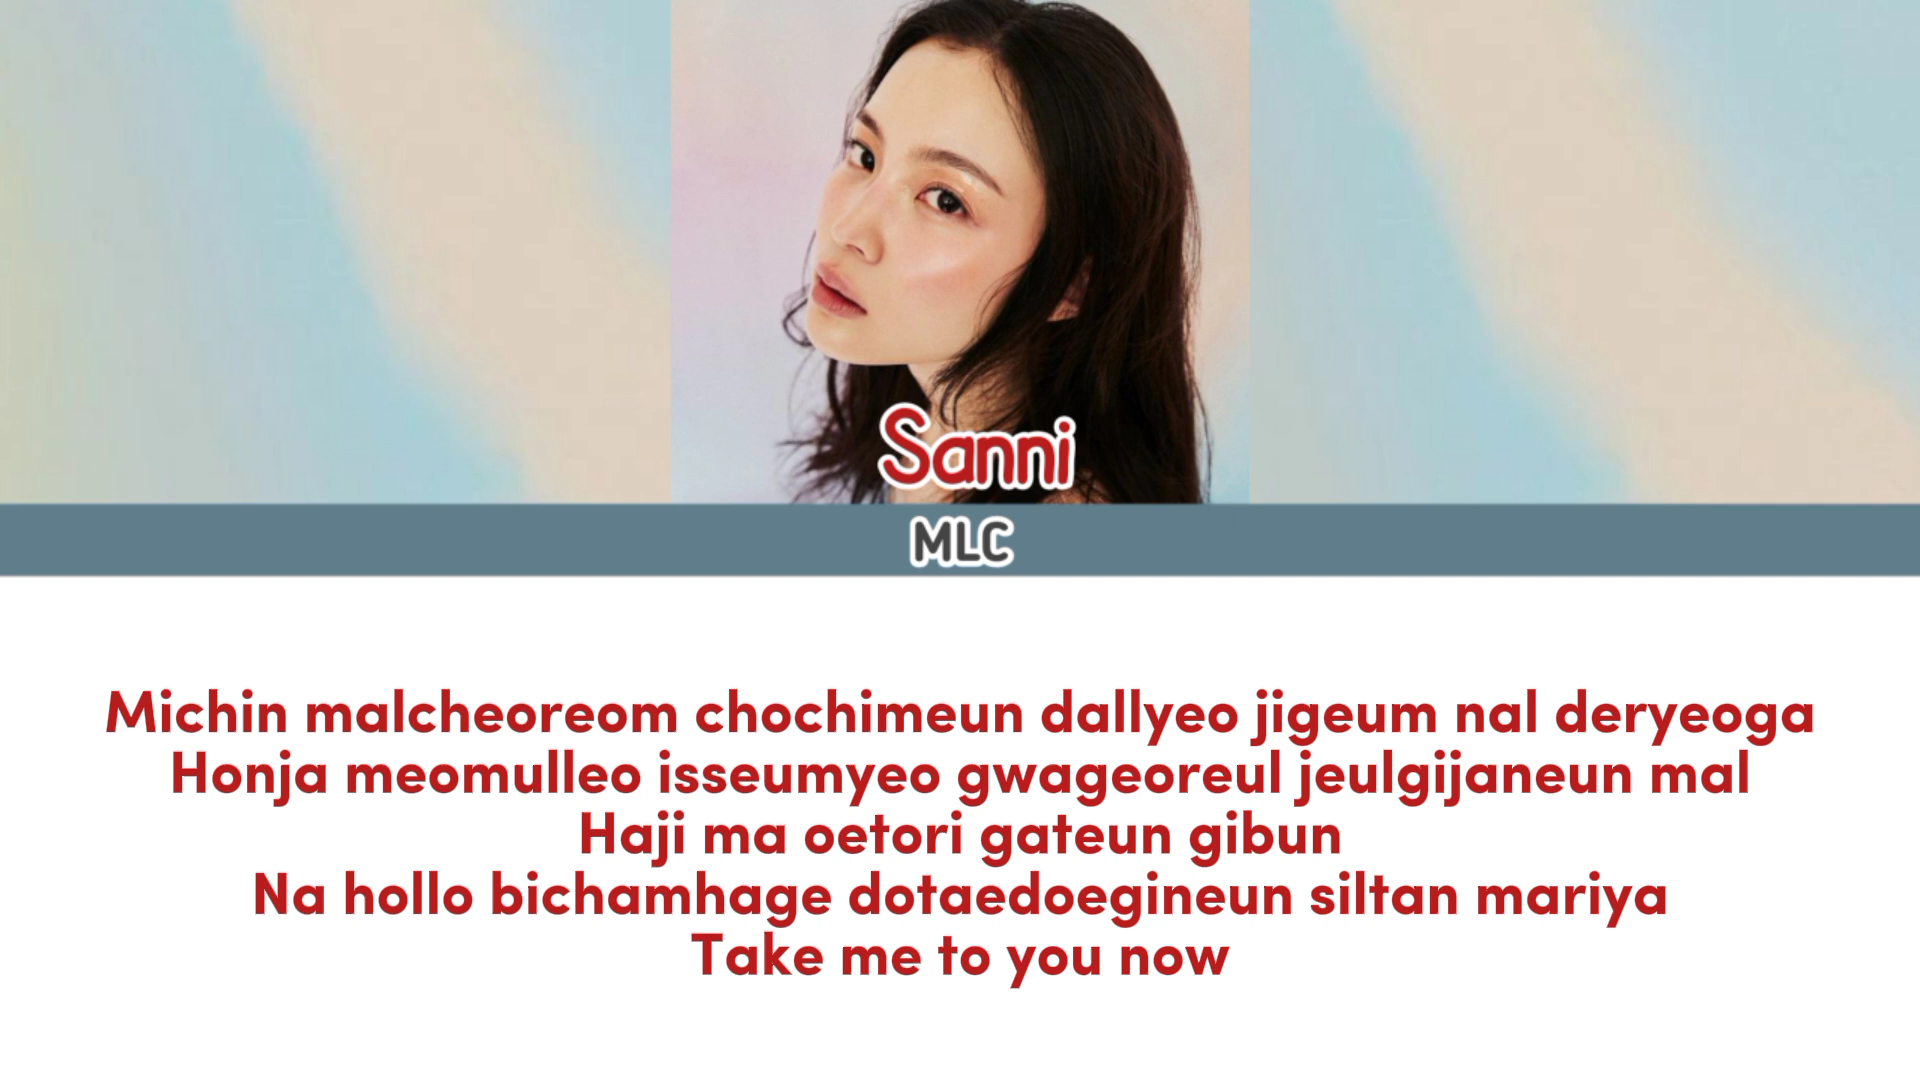 Sanni
MLC
Michin malcheoreom chochimeun dallyeo jigeum nal deryeoga
Honja meomulleo isseumyeo gwageoreul jeulgijaneun mal
Haji ma oetori gateun gibun
Na hollo bichamhage dotaedoegineun siltan mariya
Take me to you now